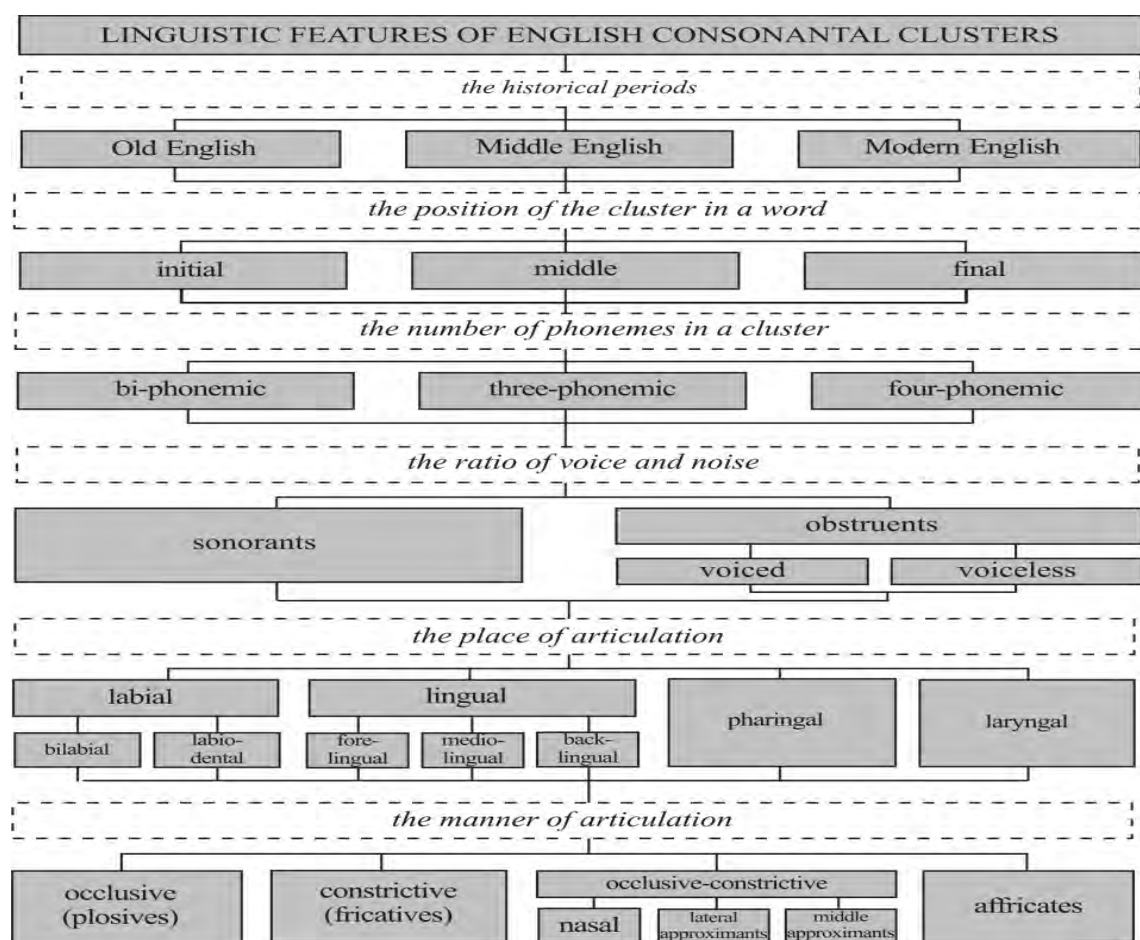 LINGUISTIC FEATURES OF ENGLISH CONSONANTAL CLUSTERS
the historical periods
Old English
Middle English
Modern English
the position of the cluster in a word
initial
middle
final
the number of phonemes in a cluster
bi-phonemic
three-phonemic
four-phonemic
the ratio of voice and noise
sonorants
obstruents
voiced
voiceless
the place of articulation
labial
bilabial
labio-
dental
lingual
fore-
lingual
medio-
lingual
back-
lingual
pharingal
laryngal
the manner of articulation
occlusive
(plosives)
constrictive
(fricatives)
occlusive-constrictive
nasal
lateral
approximants
middle
approximants
affricates